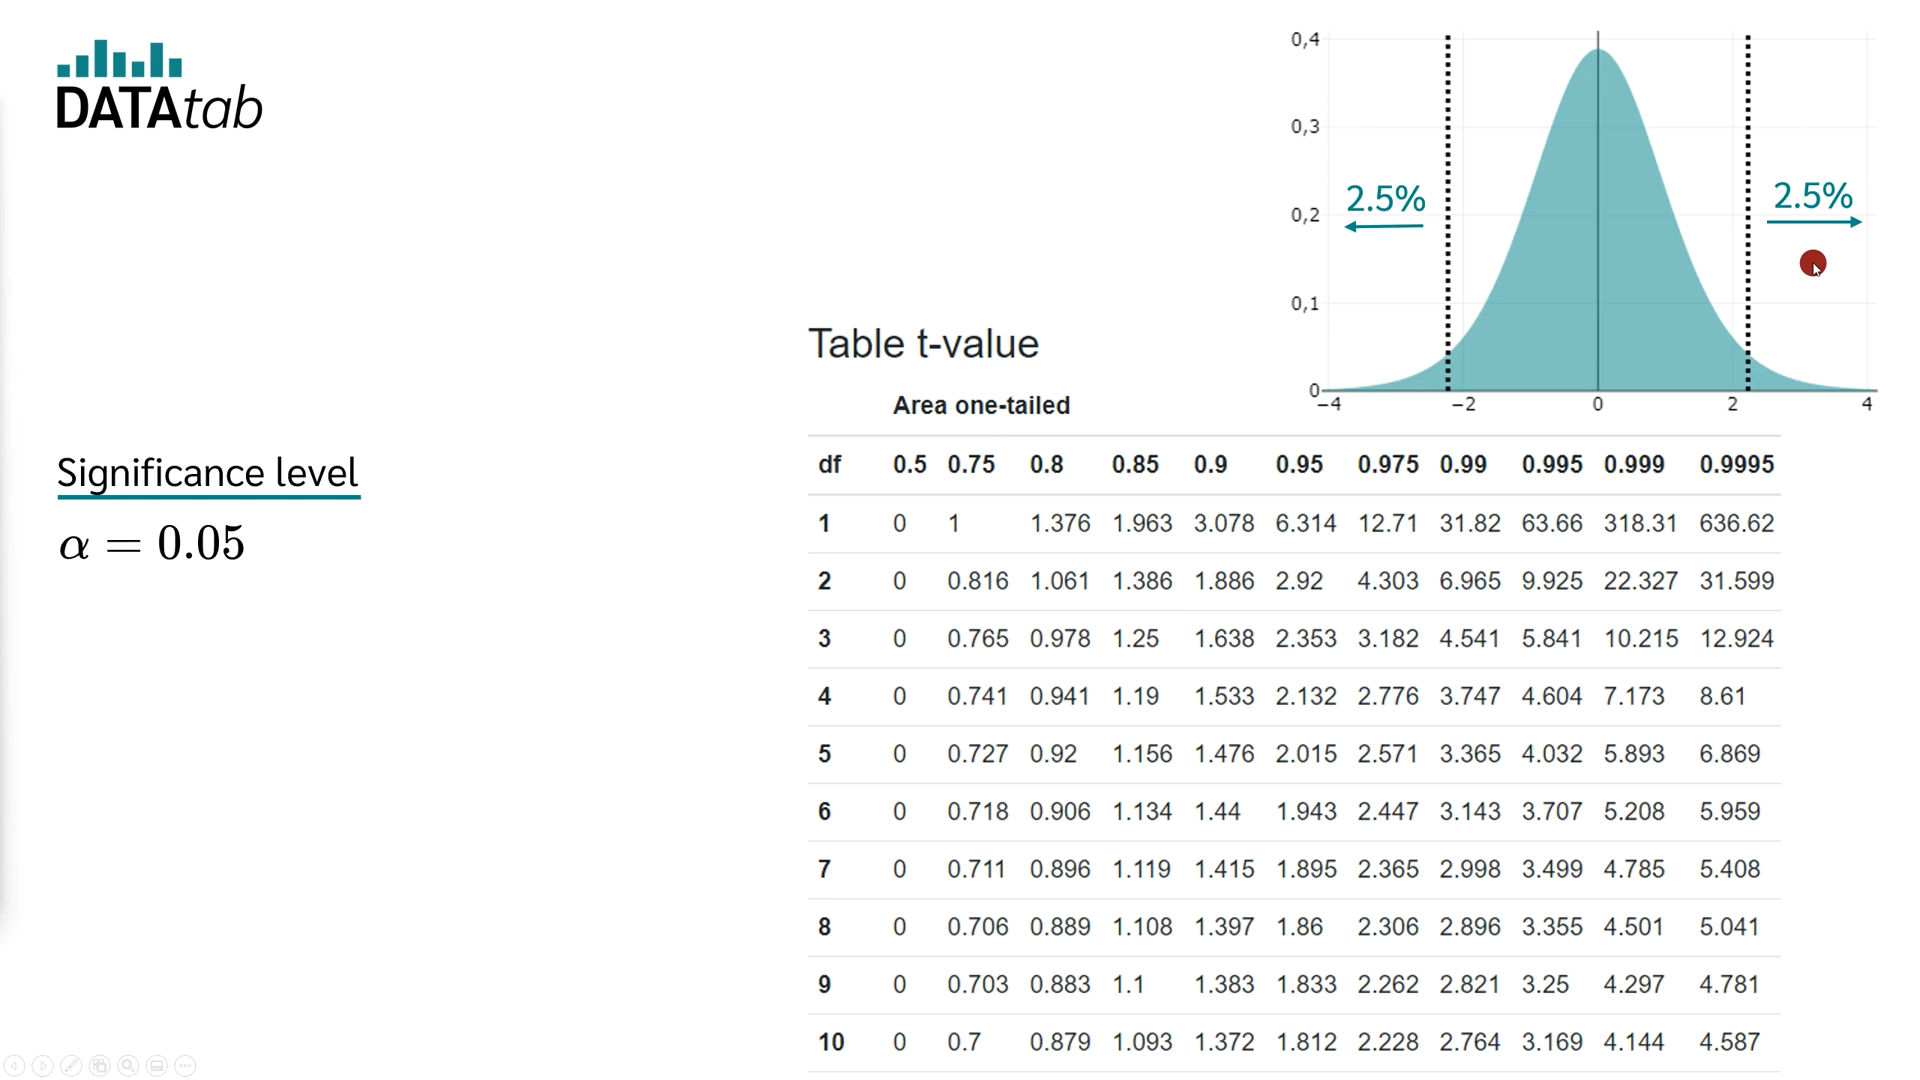 DATAtab
0,4
0,3
0,2
0,1
0
−4 −2 0 2 4
2.5% 2.5%
Significance level
α = 0.05
Table t-value
Area one-tailed
df 0.5 0.75 0.8 0.85 0.9 0.95 0.975 0.99 0.995 0.999 0.9995
1 0 1 1.376 1.963 3.078 6.314 12.71 31.82 63.66 318.31 636.62
2 0 0.816 1.061 1.386 1.886 2.92 4.303 6.965 9.925 22.327 31.599
3 0 0.765 0.978 1.25 1.638 2.353 3.182 4.541 5.841 10.215 12.924
4 0 0.741 0.941 1.19 1.533 2.132 2.776 3.747 4.604 7.173 8.61
5 0 0.727 0.92 1.156 1.476 2.015 2.571 3.365 4.032 5.893 6.869
6 0 0.718 0.906 1.134 1.44 1.943 2.447 3.143 3.707 5.208 5.959
7 0 0.711 0.896 1.119 1.415 1.895 2.365 2.998 3.499 4.785 5.408
8 0 0.706 0.889 1.108 1.397 1.86 2.306 2.896 3.355 4.501 5.041
9 0 0.703 0.883 1.1 1.383 1.833 2.262 2.821 3.25 4.297 4.781
10 0 0.7 0.879 1.093 1.372 1.812 2.228 2.764 3.169 4.144 4.587